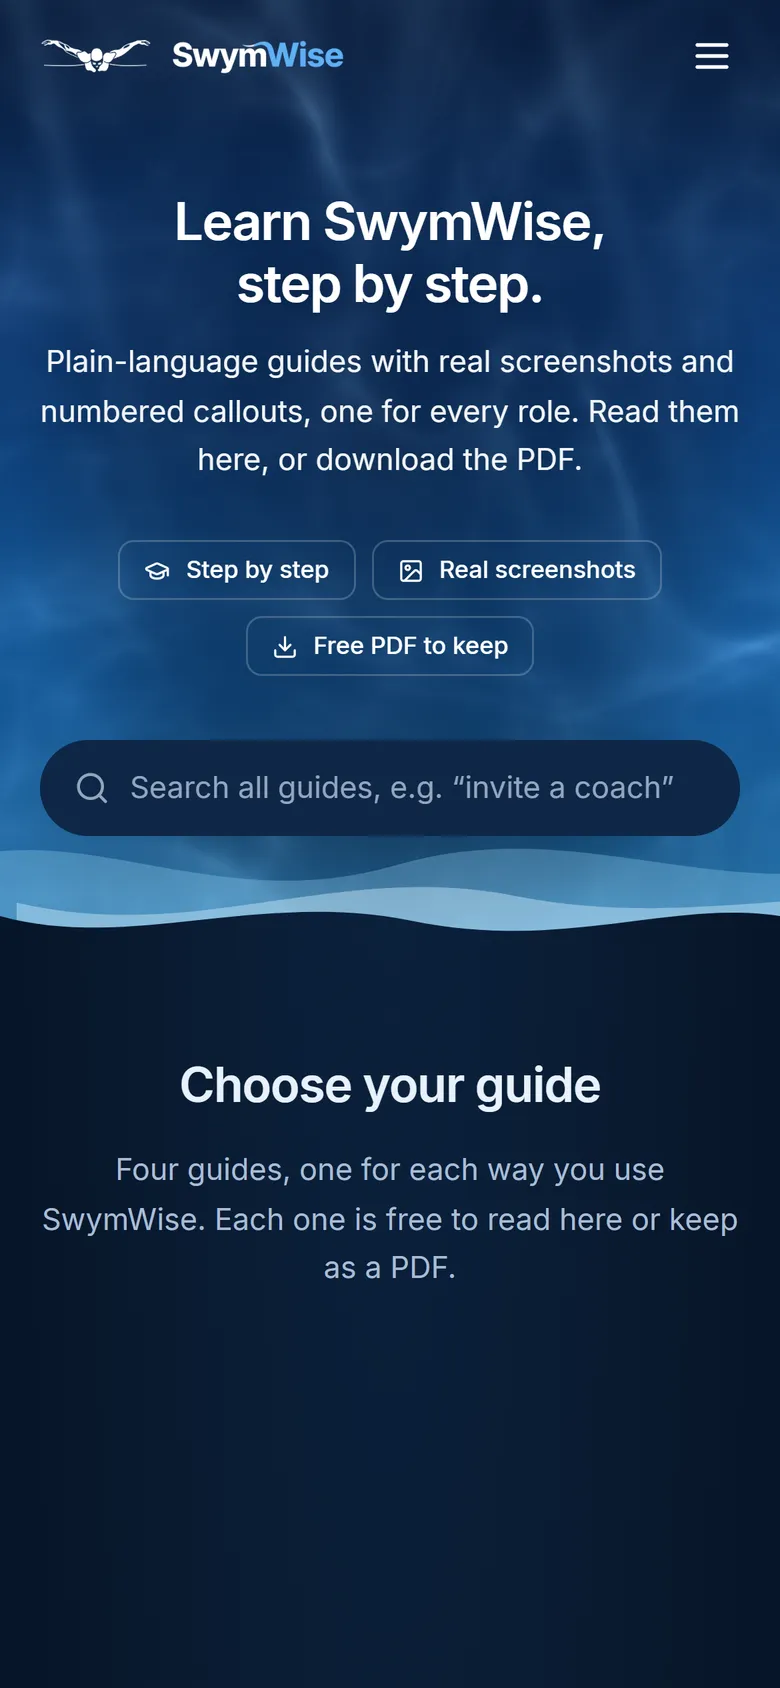 SwymWise
Learn SwymWise,
step by step.
Plain-language guides with real screenshots and
numbered callouts, one for every role. Read them
here, or download the PDF.
Step by step
Real screenshots
Free PDF to keep
Search all guides, e.g. “invite a coach”
Choose your guide
Four guides, one for each way you use
SwymWise. Each one is free to read here or keep
as a PDF.